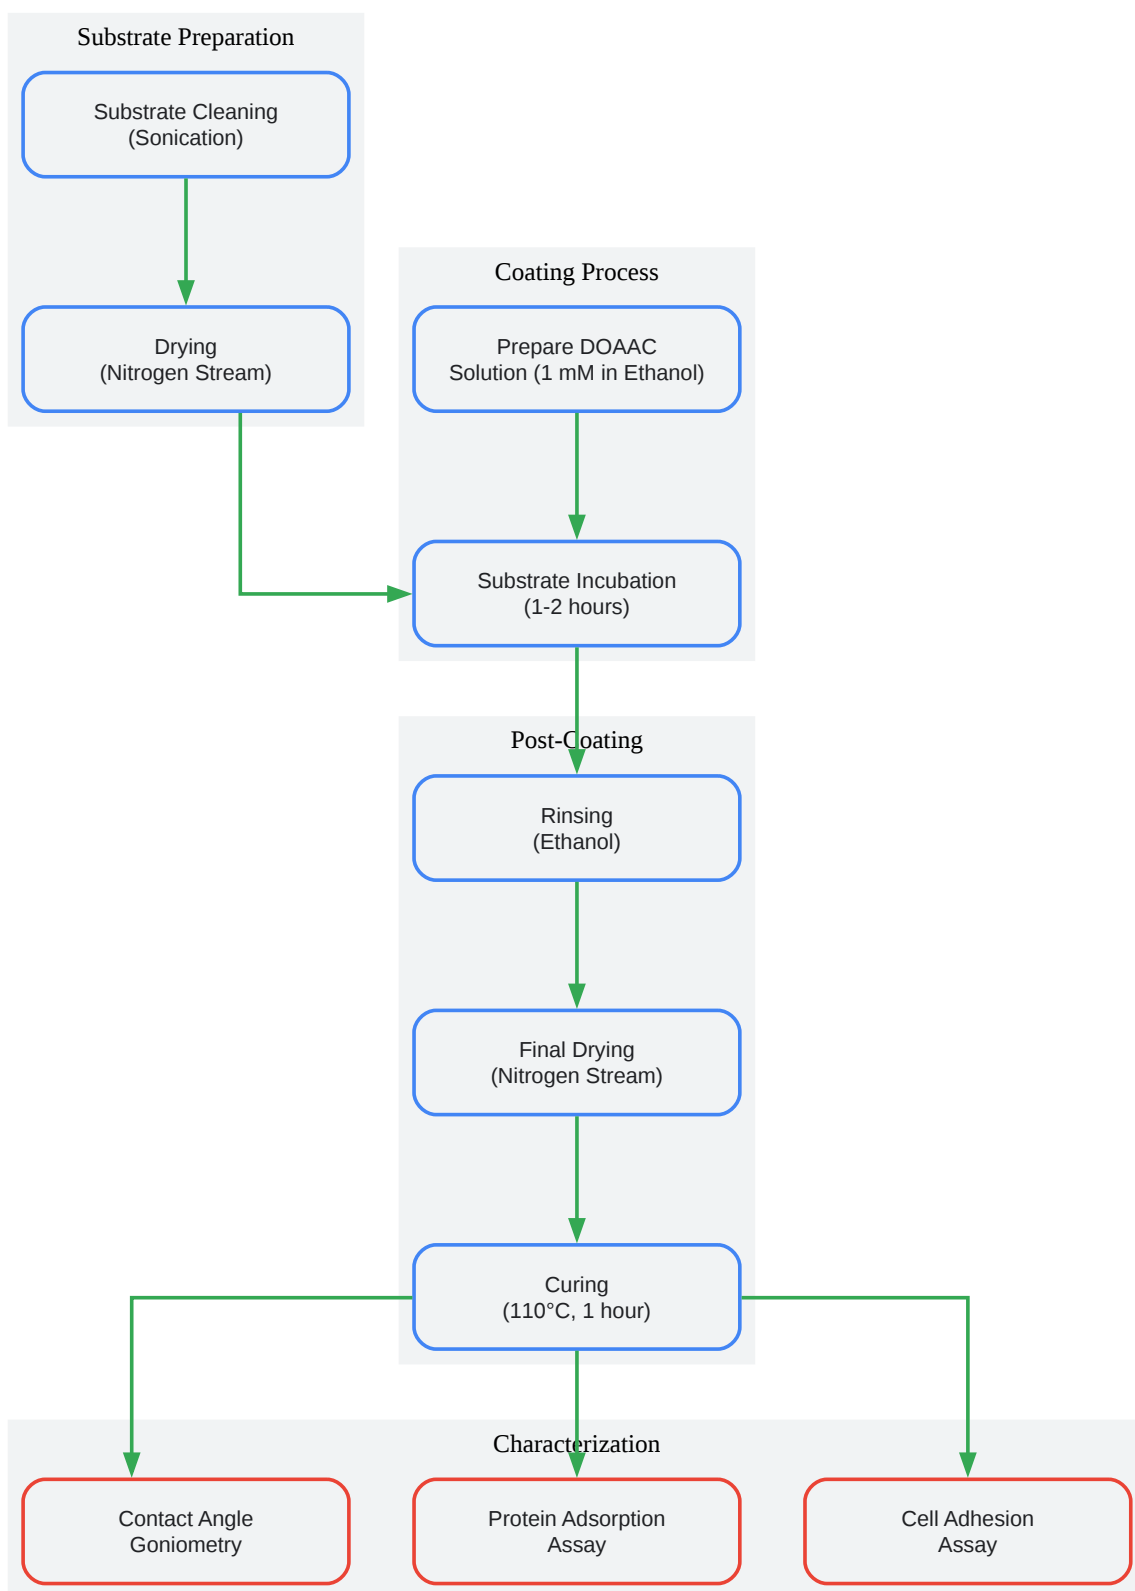 Substrate Preparation
Substrate Cleaning
(Sonication)
Drying
(Nitrogen Stream)
Coating Process
Prepare DOAAC
Solution (1 mM in Ethanol)
Substrate Incubation
(1-2 hours)
Post-Coating
Rinsing
(Ethanol)
Final Drying
(Nitrogen Stream)
Curing
(110°C, 1 hour)
Characterization
Contact Angle
Goniometry
Protein Adsorption
Assay
Cell Adhesion
Assay